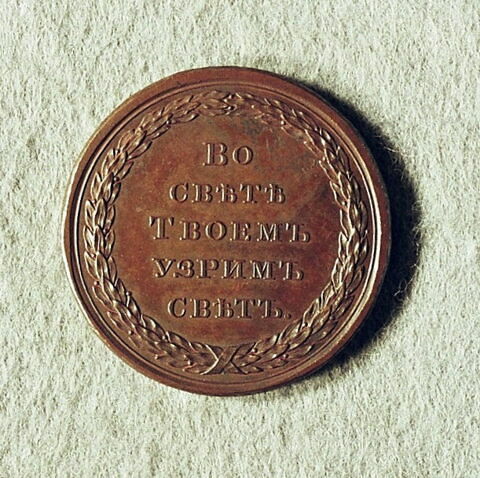 Во
свѣтѣ
Твоемъ
узримъ
свѣтъ.